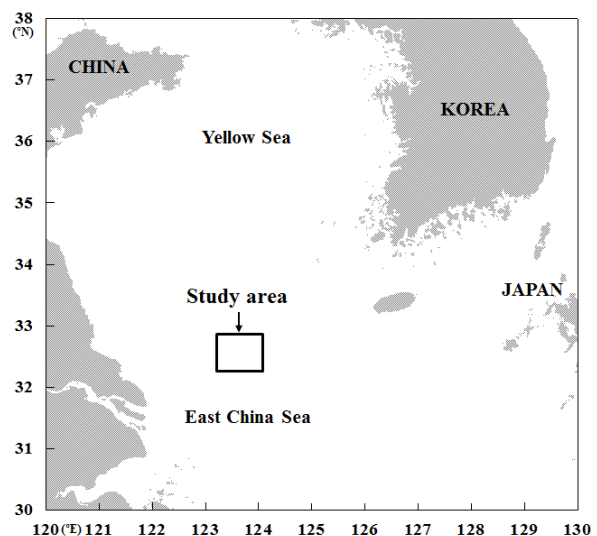 38
(°N)
CHINA
37
KOREA
36
Yellow Sea
35
34
Study area
JAPAN
33
32
East China Sea
31
30
120 (°E) 121 122 123 124 125 126 127 128 129 130